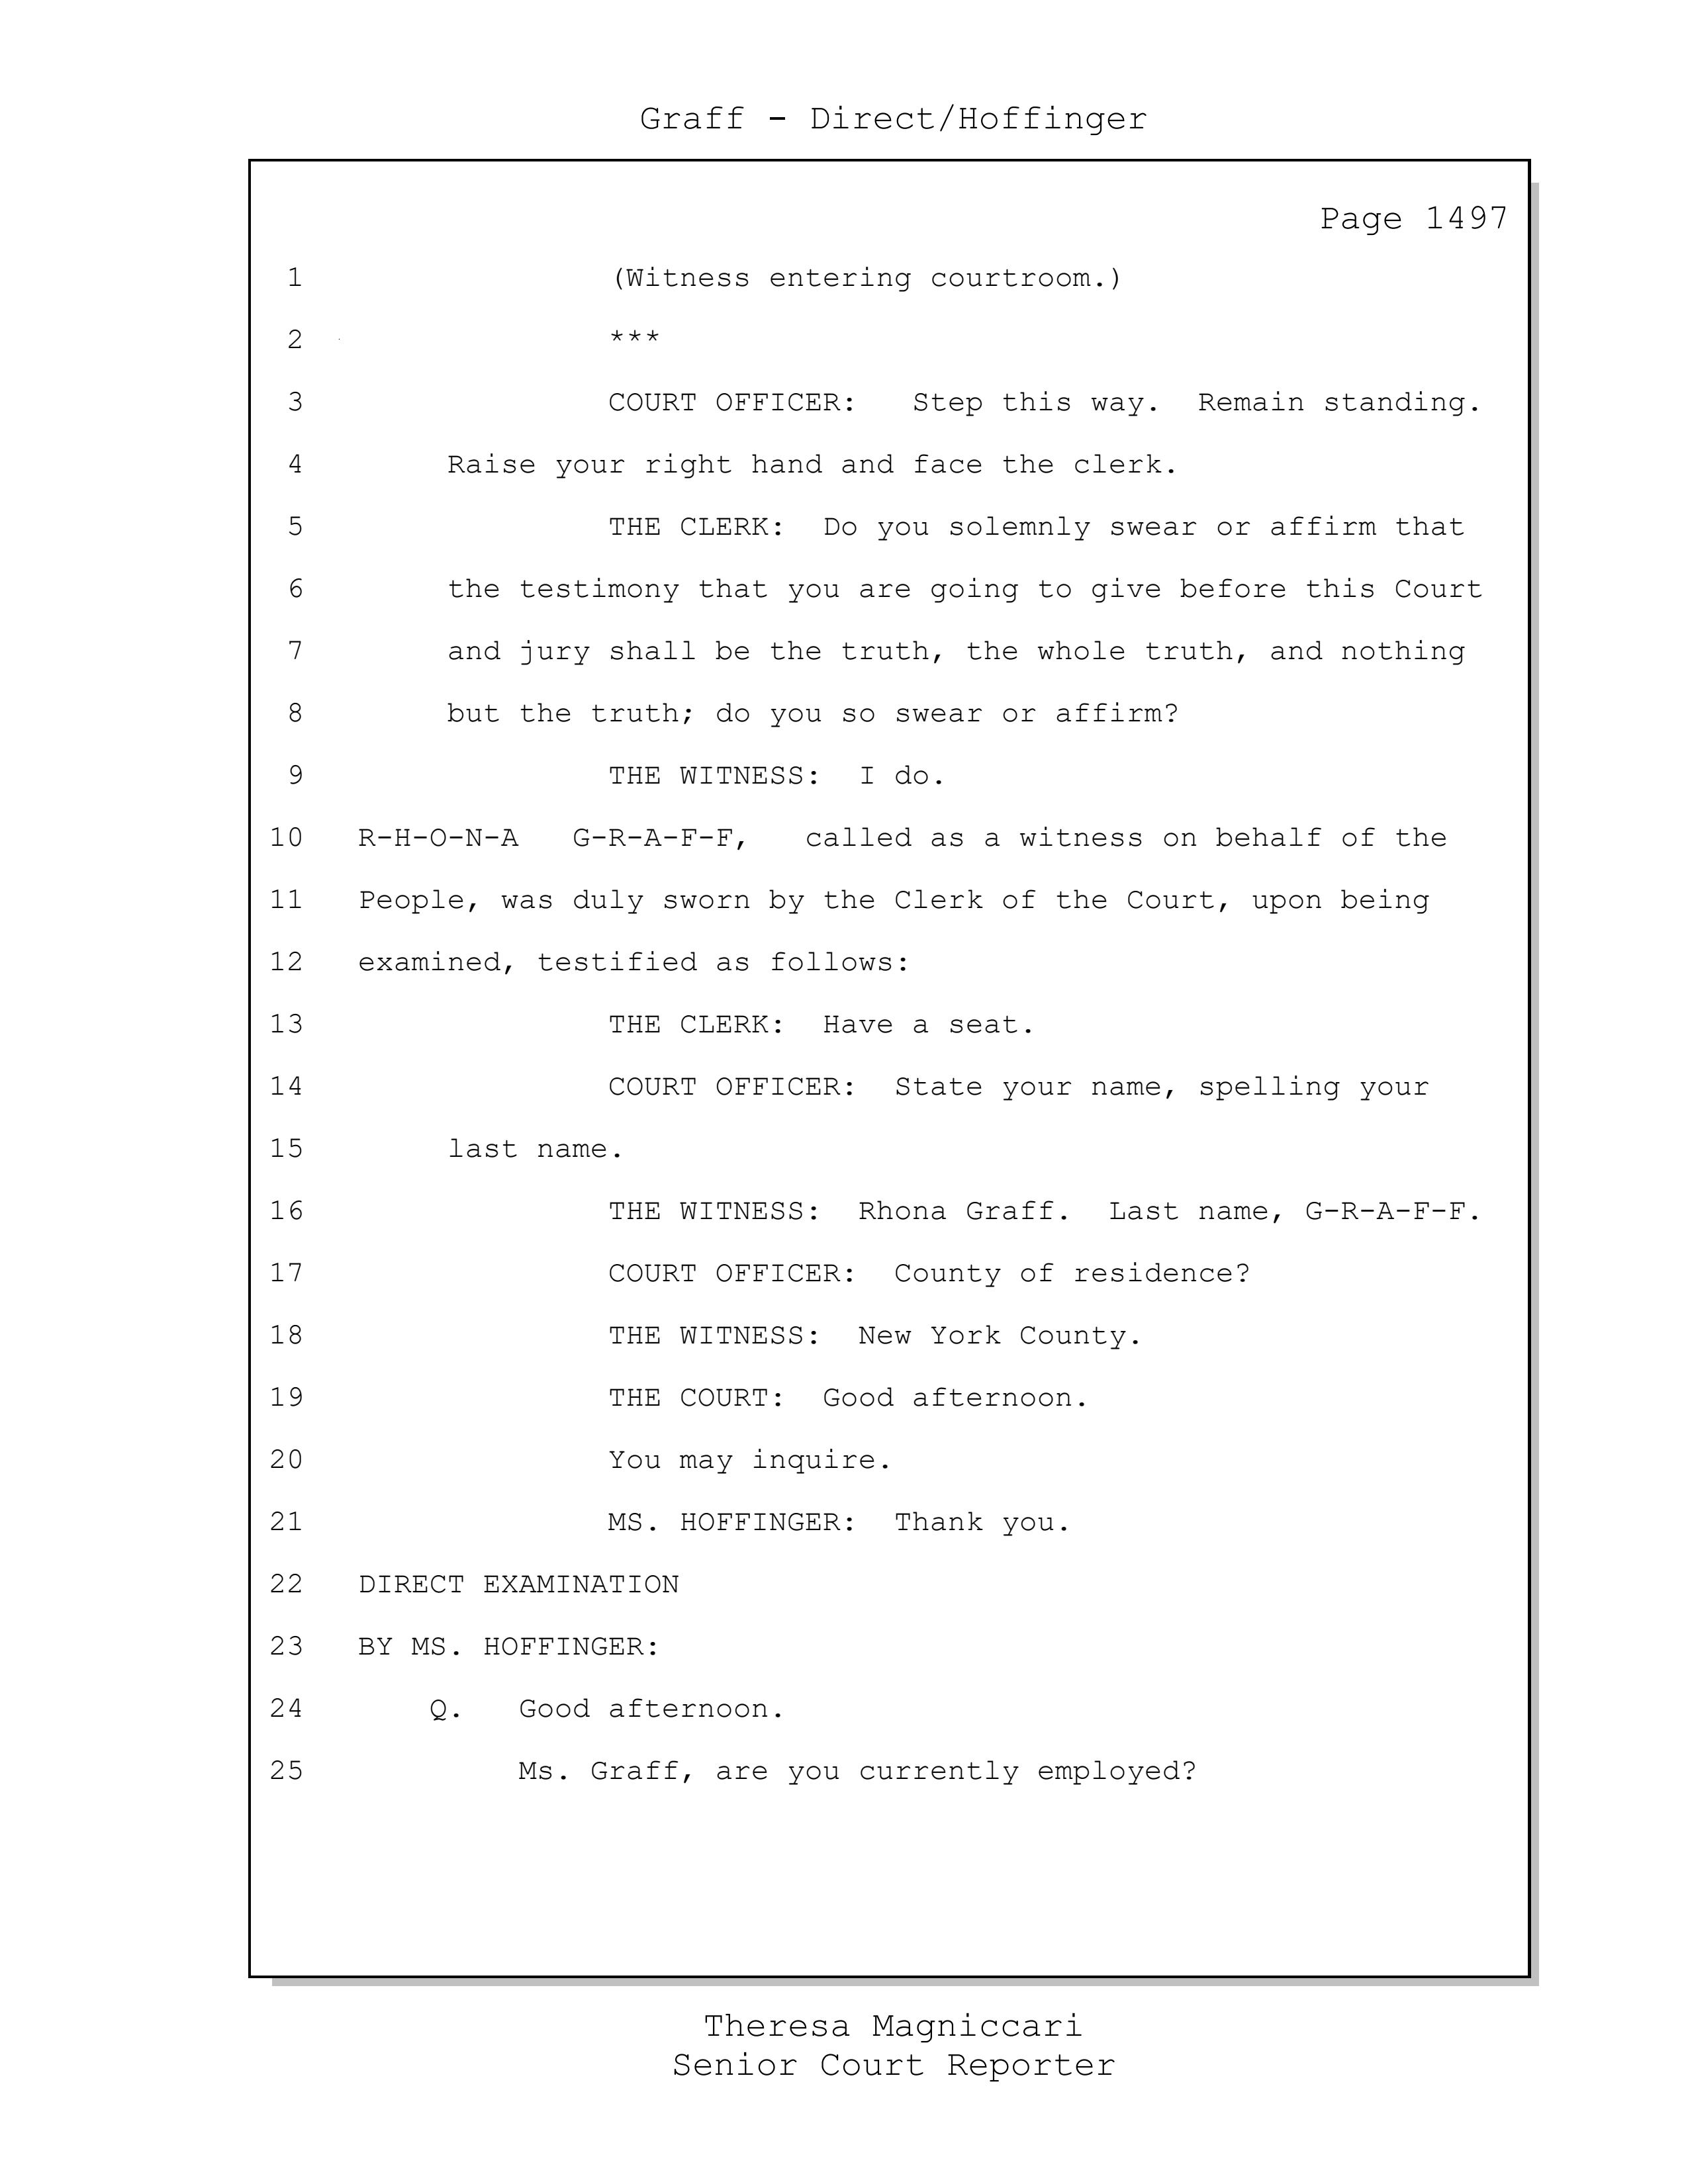 Graff - Direct/Hoffinger
Page 1497
1 (Witness entering courtroom.)
2 ***
3 COURT OFFICER: Step this way. Remain standing.
4 Raise your right hand and face the clerk.
5 THE CLERK: Do you solemnly swear or affirm that
6 the testimony that you are going to give before this Court
7 and jury shall be the truth, the whole truth, and nothing
8 but the truth; do you so swear or affirm?
9 THE WITNESS: I do.
10 R-H-O-N-A G-R-A-F-F, called as a witness on behalf of the
11 People, was duly sworn by the Clerk of the Court, upon being
12 examined, testified as follows:
13 THE CLERK: Have a seat.
14 COURT OFFICER: State your name, spelling your
15 last name.
16 THE WITNESS: Rhona Graff. Last name, G-R-A-F-F.
17 COURT OFFICER: County of residence?
18 THE WITNESS: New York County.
19 THE COURT: Good afternoon.
20 You may inquire.
21 MS. HOFFINGER: Thank you.
22 DIRECT EXAMINATION
23 BY MS. HOFFINGER:
24 Q. Good afternoon.
25 Ms. Graff, are you currently employed?
Theresa Magniccari
Senior Court Reporter